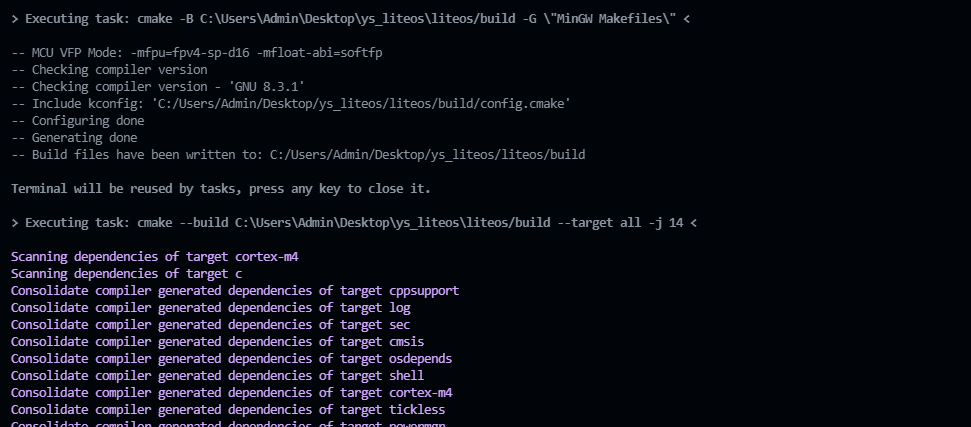 > Executing task: cmake -B C:\Users\Admin\Desktop\ys_liteos\liteos/build -G \"MinGW Makefiles\" <
-- MCU VFP Mode: -mfpu=fpv4-sp-d16 -mfloat-abi=softfp
-- Checking compiler version
-- Checking compiler version - 'GNU 8.3.1'
-- Include kconfig: 'C:/Users/Admin/Desktop/ys_liteos/liteos/build/config.cmake'
-- Configuring done
-- Generating done
-- Build files have been written to: C:/Users/Admin/Desktop/ys_liteos/liteos/build
Terminal will be reused by tasks, press any key to close it.
> Executing task: cmake --build C:\Users\Admin\Desktop\ys_liteos\liteos/build --target all -j 14 <
Scanning dependencies of target cortex-m4
Scanning dependencies of target c
Consolidate compiler generated dependencies of target cppsupport
Consolidate compiler generated dependencies of target log
Consolidate compiler generated dependencies of target sec
Consolidate compiler generated dependencies of target cmsis
Consolidate compiler generated dependencies of target osdepends
Consolidate compiler generated dependencies of target shell
Consolidate compiler generated dependencies of target cortex-m4
Consolidate compiler generated dependencies of target tickless
Consolidate compiler generated dependencies of target powermgn